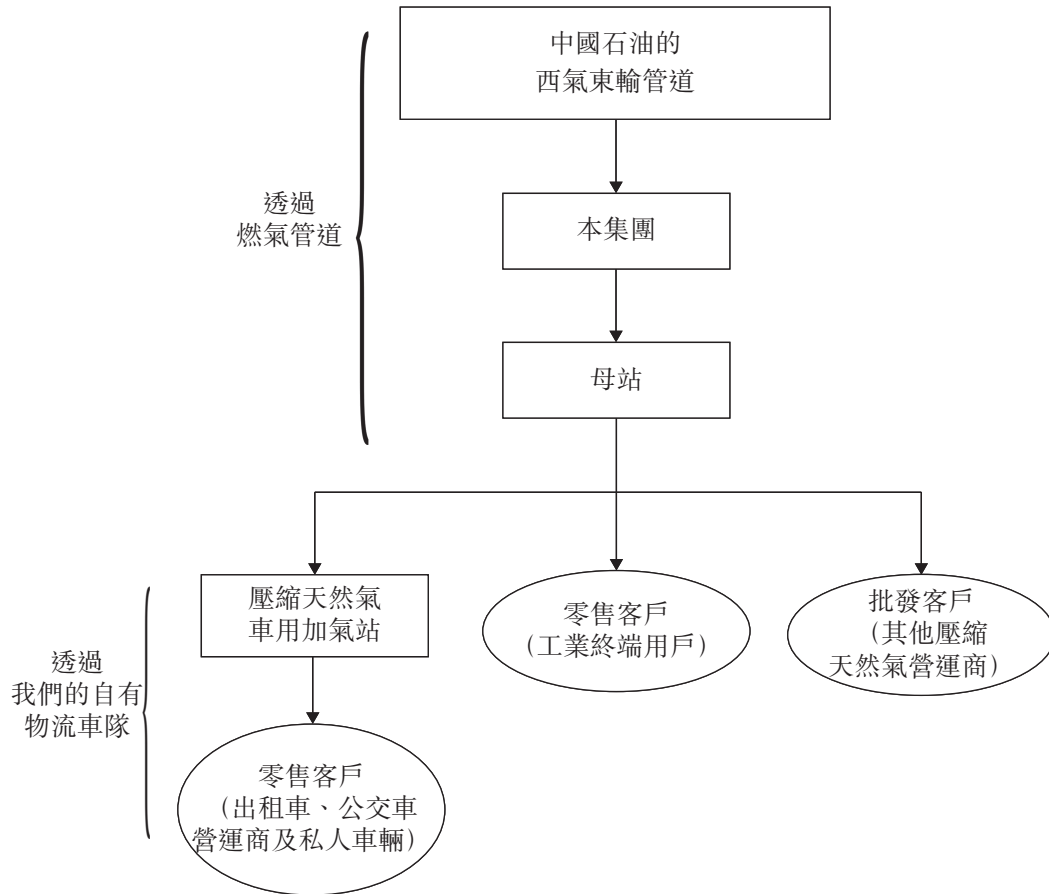 中國石油的
西氣東輸管道
透過
燃氣管道
本集團
母站
壓縮天然氣
車用加氣站
零售客戶
（工業終端用戶）
批發客戶
（其他壓縮
天然氣營運商）
透過
我們的自有
物流車隊
零售客戶
（出租車、公交車
營運商及私人車輛）